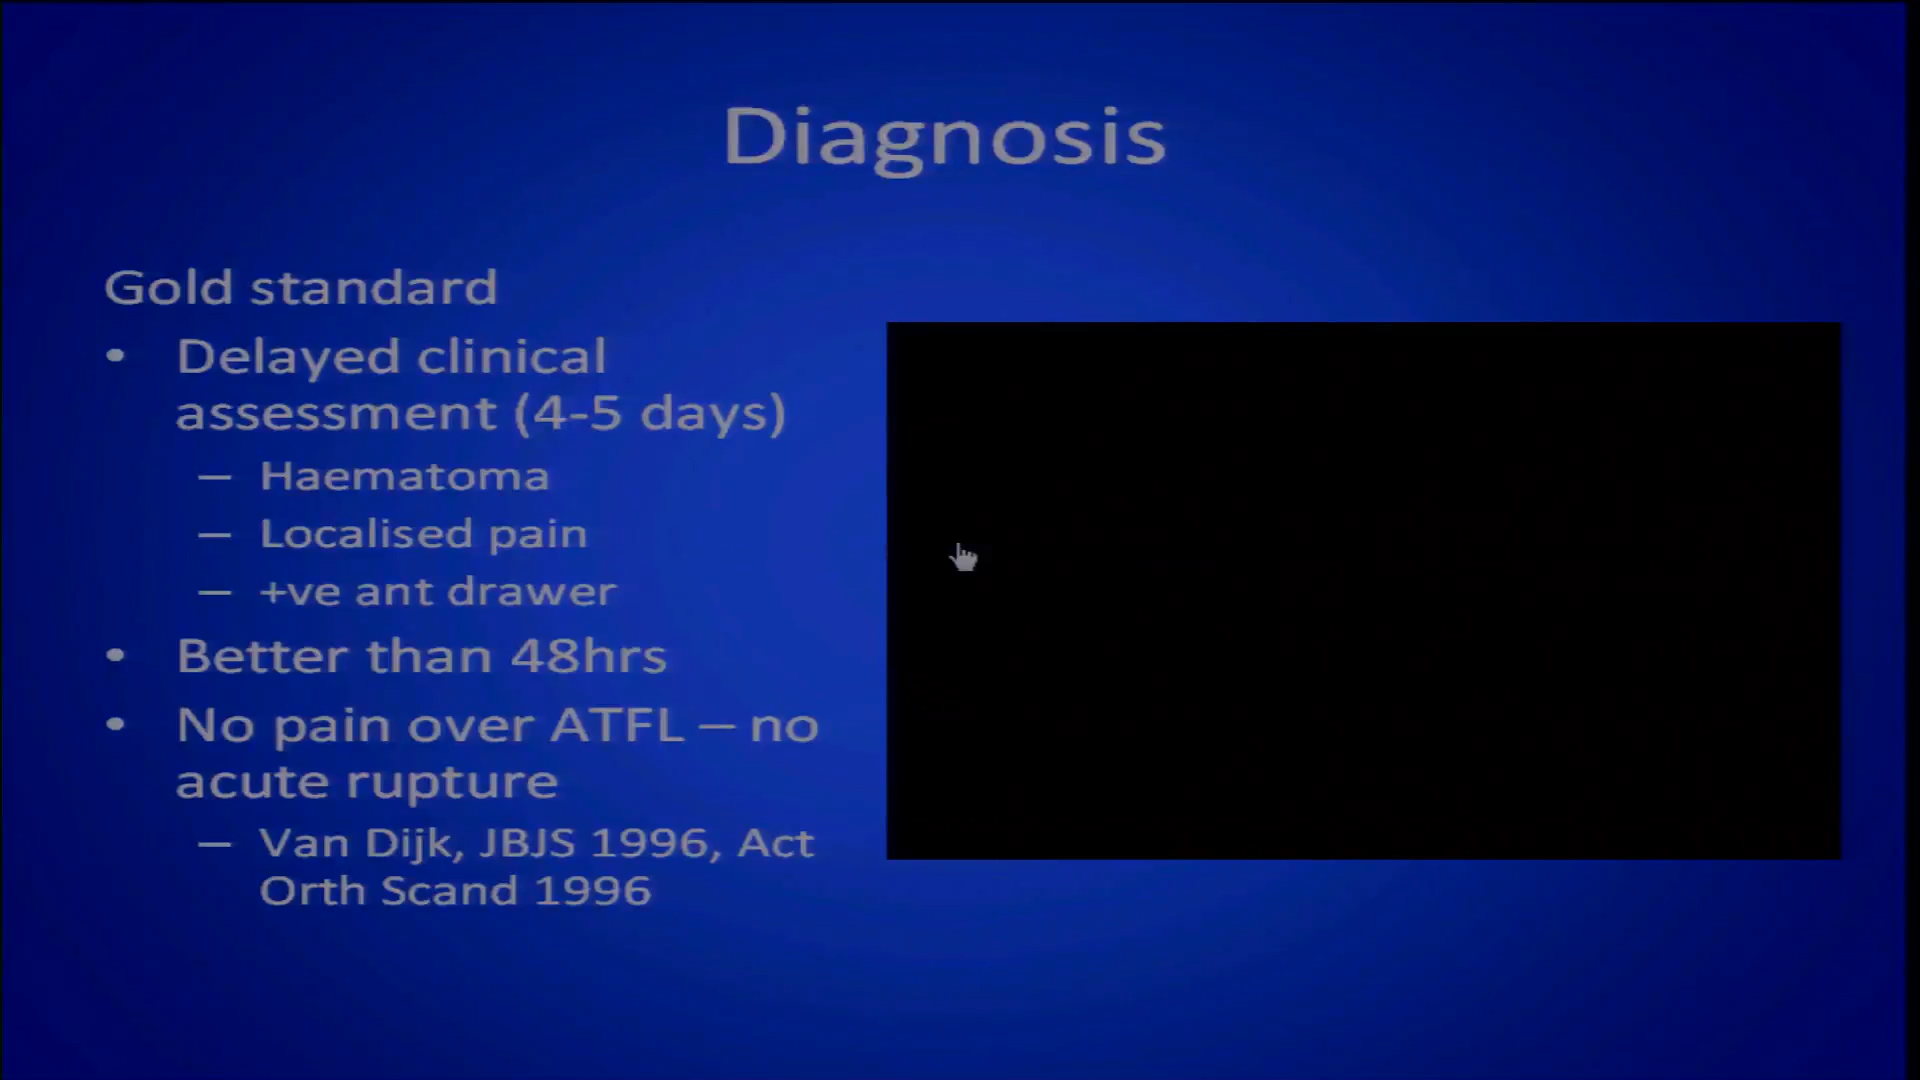 Diagnosis
Gold standard
• Delayed clinical
assessment (4-5 days)
– Haematoma
– Localised pain
– +ve ant drawer
• Better than 48hrs
• No pain over ATFL – no
acute rupture
– Van Dijk, JBJS 1996, Act
Orth Scand 1996